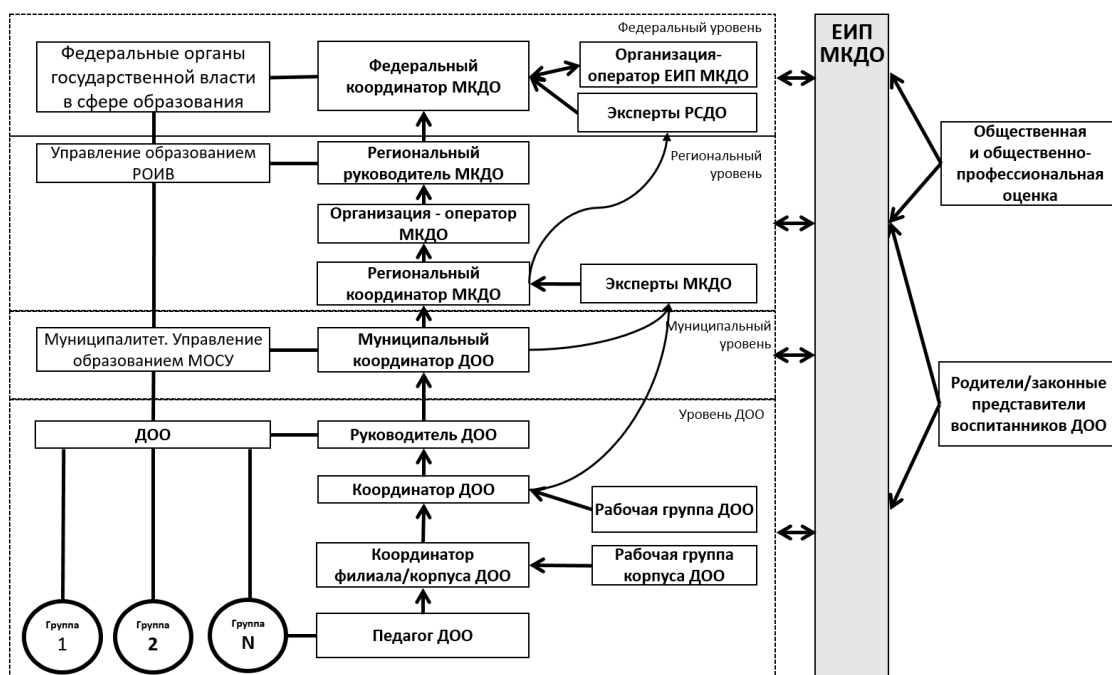 Федеральный уровень
ЕИП
МКДО
Федеральные органы
государственной власти
в сфере образования
Федеральный
координатор МКДО
Организация-
оператор ЕИП МКДО
Эксперты РСДО
Общественная
и общественно-
профессиональная
оценка
Управление образованием
РОИВ
Региональный
руководитель МКДО
Региональный
уровень
Организация - оператор
МКДО
Региональный
координатор МКДО
Эксперты МКДО
Муниципалитет. Управление
образованием МОСУ
Муниципальный
координатор ДОО
Муниципальный
уровень
Родители/законные
представители
воспитанников ДОО
Уровень ДОО
ДОО
Руководитель ДОО
Координатор ДОО
Рабочая группа ДОО
Координатор
филиала/корпуса ДОО
Рабочая группа
корпуса ДОО
Группа
1
Группа
2
Группа
N
Педагог ДОО